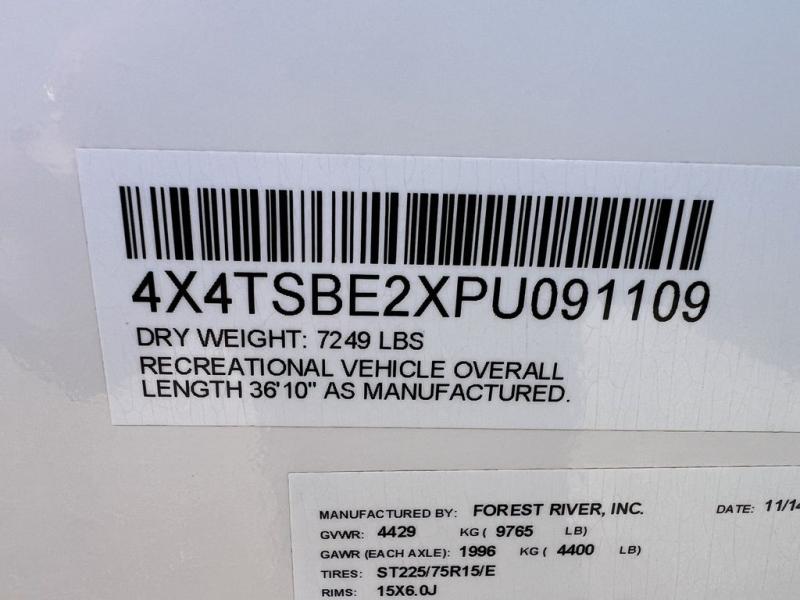 4X4TSBE2XPU091109
DRY WEIGHT: 7249 LBS
RECREATIONAL VEHICLE OVERALL
LENGTH 36'10" AS MANUFACTURED.
MANUFACTURED BY: FOREST RIVER, INC. DATE: 11/14
GVWR: 4429 KG ( 9765 LB)
GAWR (EACH AXLE): 1996 KG ( 4400 LB)
TIRES: ST225/75R15/E
RIMS: 15X6.0J